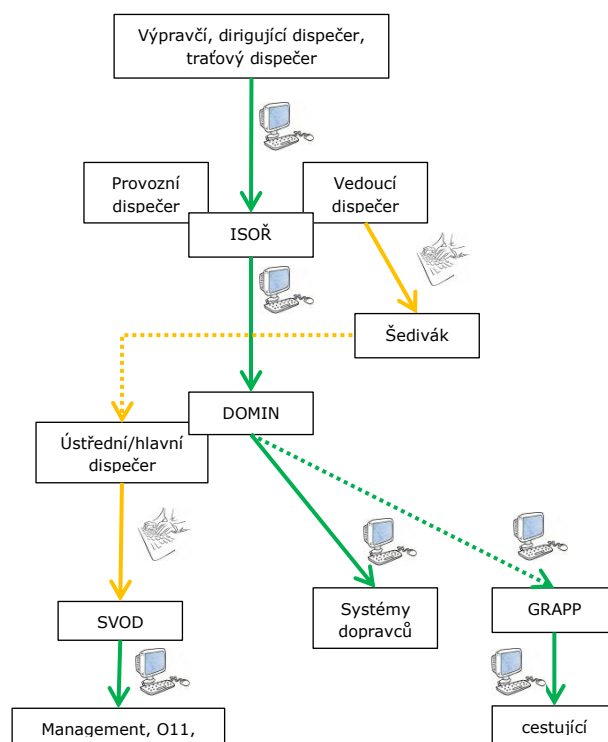 Výpravčí, dirigující dispečer,
traťový dispečer
Provozní
dispečer
Vedoucí
dispečer
ISOŘ
Šedivák
DOMIN
Ústřední/hlavní
dispečer
SVOD
Systémy
dopravců
GRAPP
Management, O11,
cestující